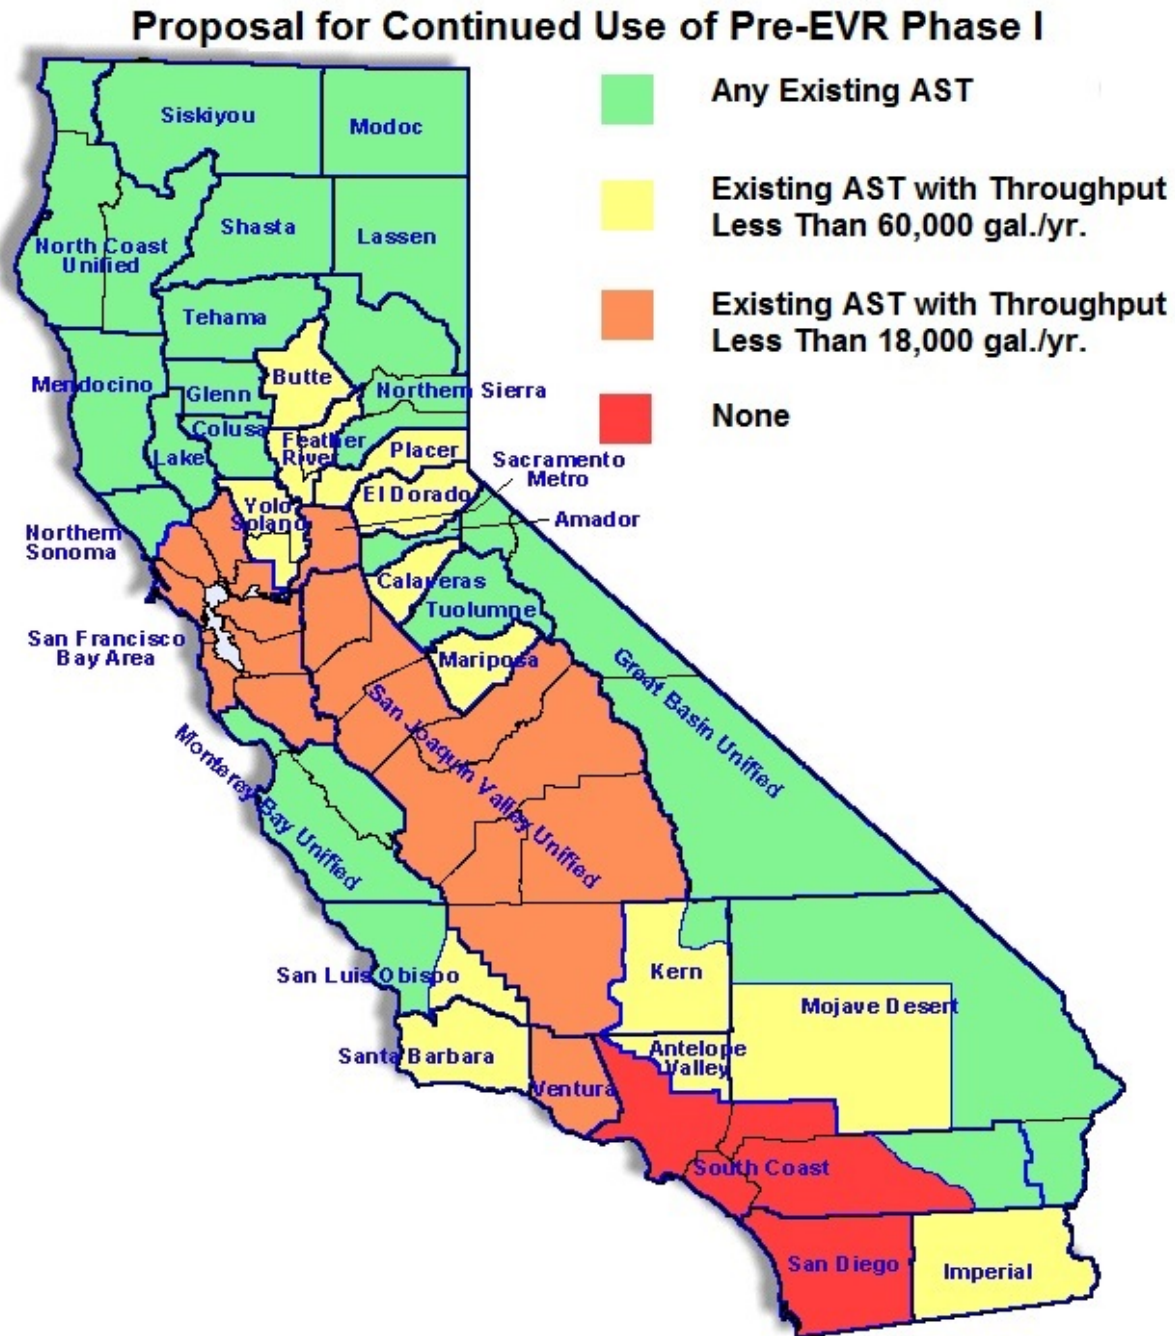 Proposal for Continued Use of Pre-EVR Phase I
Any Existing AST
Existing AST with Throughput
Less Than 60,000 gal./yr.
Existing AST with Throughput
Less Than 18,000 gal./yr.
None
Siskiyou
Modoc
Shasta
Lassen
North Coast
Unified
Tehama
Mendocino
Glenn
Butte
Northern Sierra
Colusa
Lake
Feather
River
Placer
Sacramento
Metro
El Dorado
Yolo
Solano
Amador
Northern
Sonoma
Calaveras
Tuolumne
San Francisco
Bay Area
Mariposa
Great Basin Unified
San Joaquin Valley Unified
Monterey Bay Unified
San Luis Obispo
Kern
Mojave Desert
Santa Barbara
Antelope
Valley
Ventura
South Coast
San Diego
Imperial